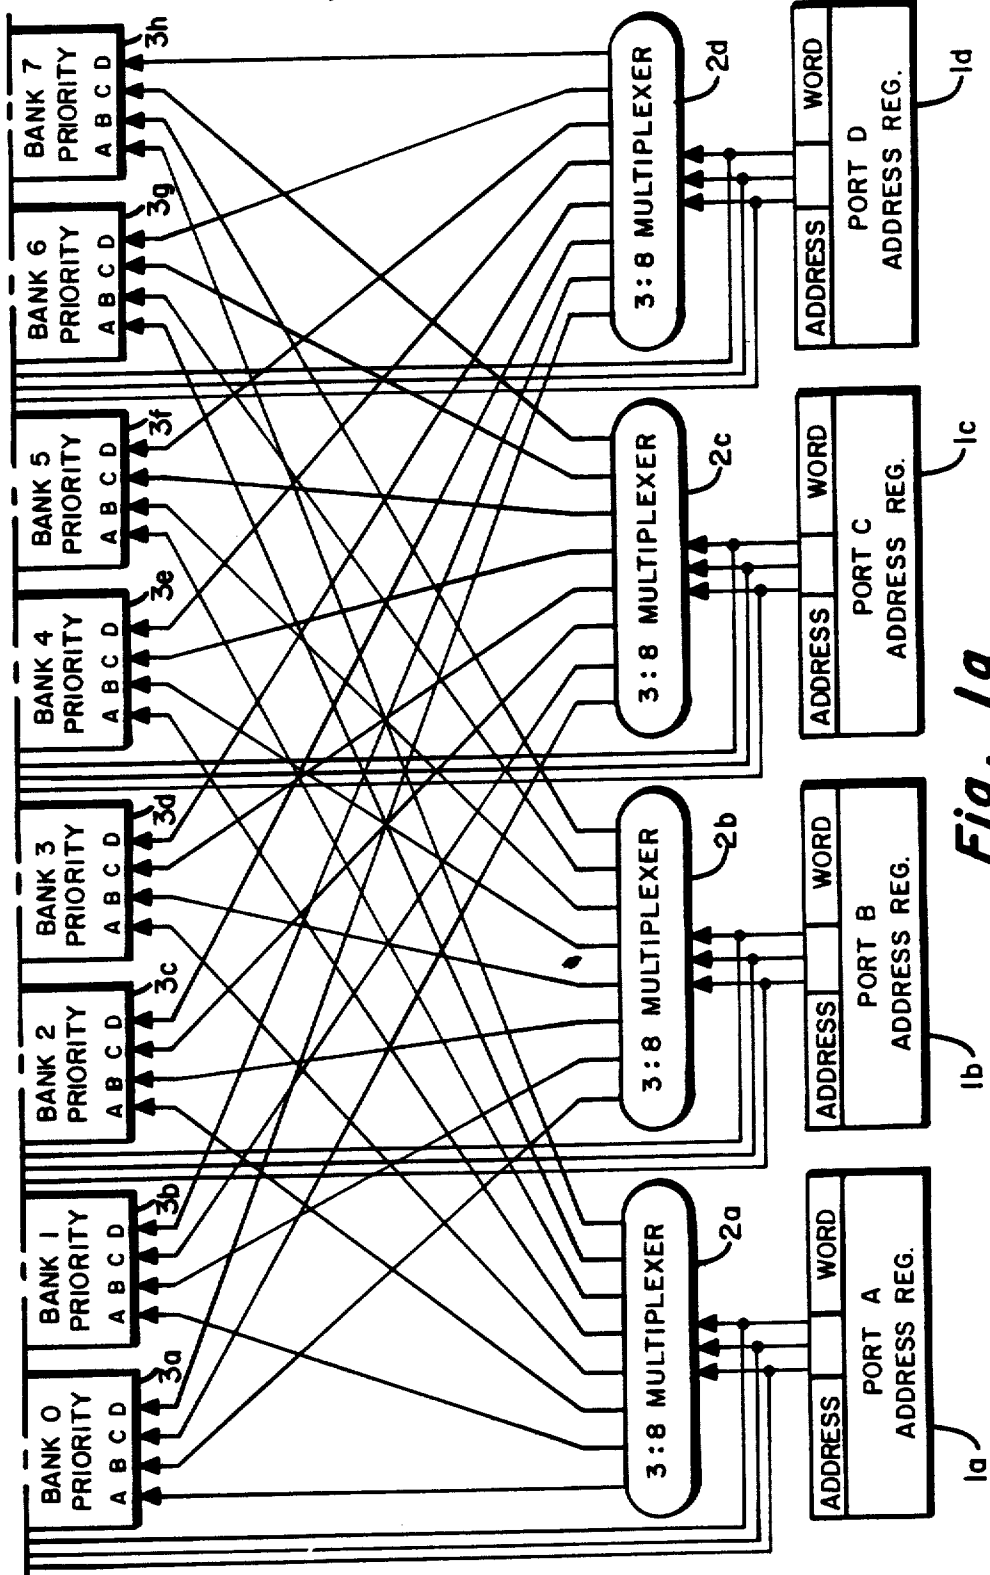 BANK 0
PRIORITY
A B C D
3a
BANK 1
PRIORITY
A B C D
3b
BANK 2
PRIORITY
A B C D
3c
BANK 3
PRIORITY
A B C D
3d
BANK 4
PRIORITY
A B C D
3e
BANK 5
PRIORITY
A B C D
3f
BANK 6
PRIORITY
A B C D
3g
BANK 7
PRIORITY
A B C D
3h
3:8 MULTIPLEXER
2a
3:8 MULTIPLEXER
2b
3:8 MULTIPLEXER
2c
3:8 MULTIPLEXER
2d
ADDRESS WORD
PORT A
ADDRESS REG.
1a
ADDRESS WORD
PORT B
ADDRESS REG.
1b
ADDRESS WORD
PORT C
ADDRESS REG.
1c
ADDRESS WORD
PORT D
ADDRESS REG.
1d
Fig. 1a